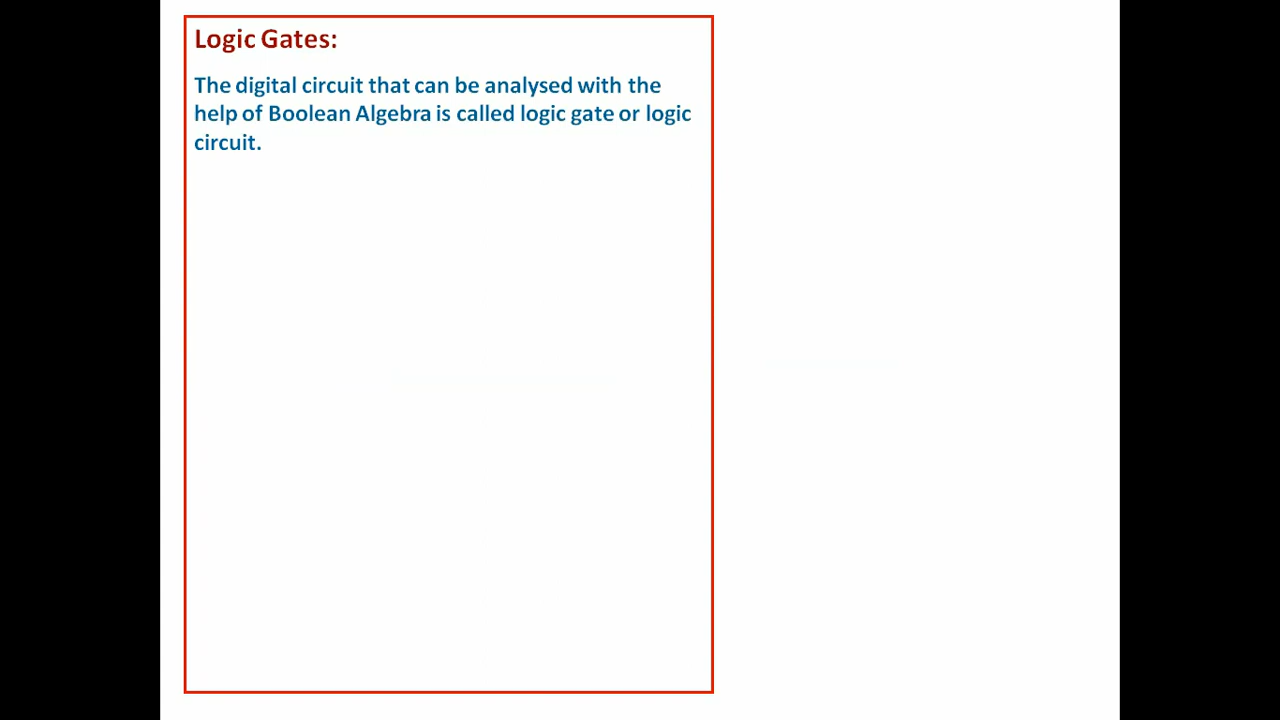 Logic Gates:
The digital circuit that can be analysed with the
help of Boolean Algebra is called logic gate or logic
circuit.